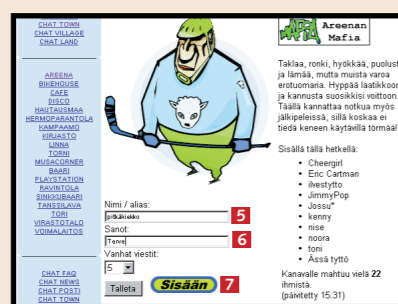 CHAT TOWN
CHAT VILLAGE
CHAT LAND
AREENA
BIKEHOUSE
CAFE
DISCO
HAUTAUSMAA
HERMOPARANTOLA
KAMPAAMO
KIRJASTO
LINNA
TORNI
MUSACORNER
BAARI
PLAYSTATION
RAVINTOLA
SINKKUBAARI
TANSSILAVA
TORI
VIRASTOTALO
VOIMALAITOS
CHAT FAQ
CHAT NEWS
CHAT POSTI
CHAT TOWN
Nimi / alias:
pitkäkiekko
5
Sanot:
Terve
6
Vanhat viestit:
5
Talleta
Sisään
7
MAFIA
Areenan
Mafia
Taklaa, ronki, hyökkää, puolust
ja lämää, mutta muista varoa
erotuomaria. Hyppää laatikkoon
ja kannusta suosikkisi voittoon.
Täällä kannattaa notkua myös
jälkipeleissä, sillä koskaa ei
tiedä keneen käytävillä törmää!
Sisällä tällä hetkellä:
• Cheergirl
• Eric Cartman
• ilvestytto
• JimmyPop
• Jossu*
• kenny
• nise
• noora
• toni
• Ässä tyttö
Kanavalle mahtuu vielä 22
ihmistä.
(päivitetty 15:31)